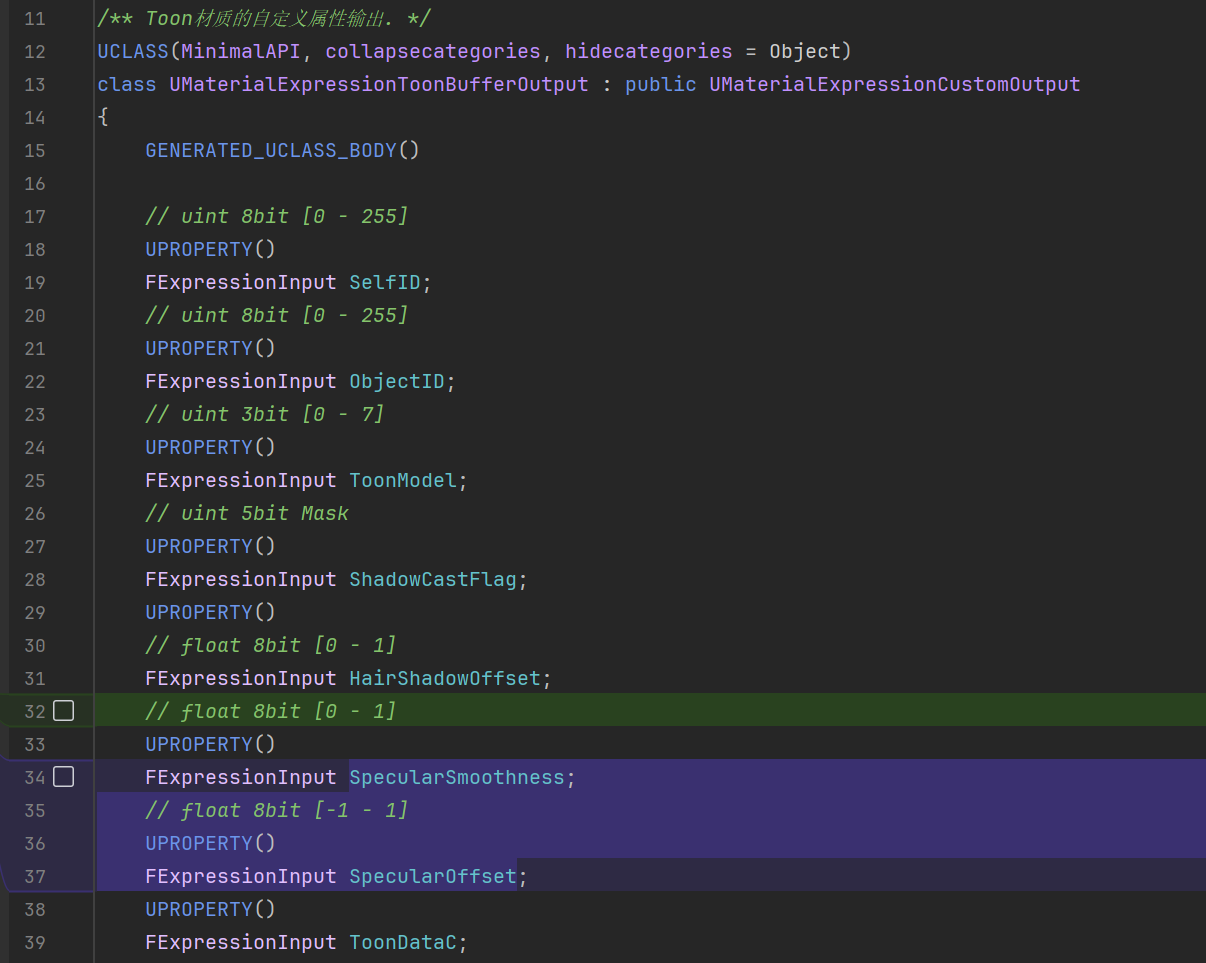 11 /** Toon材质的自定义属性输出. */
12 UCLASS(MinimalAPI, collapsecategories, hidecategories = Object)
13 class UMaterialExpressionToonBufferOutput : public UMaterialExpressionCustomOutput
14 {
15 GENERATED_UCLASS_BODY()
16
17 // uint 8bit [0 - 255]
18 UPROPERTY()
19 FExpressionInput SelfID;
20 // uint 8bit [0 - 255]
21 UPROPERTY()
22 FExpressionInput ObjectID;
23 // uint 3bit [0 - 7]
24 UPROPERTY()
25 FExpressionInput ToonModel;
26 // uint 5bit Mask
27 UPROPERTY()
28 FExpressionInput ShadowCastFlag;
29 UPROPERTY()
30 // float 8bit [0 - 1]
31 FExpressionInput HairShadowOffset;
32 // float 8bit [0 - 1]
33 UPROPERTY()
34 FExpressionInput SpecularSmoothness;
35 // float 8bit [-1 - 1]
36 UPROPERTY()
37 FExpressionInput SpecularOffset;
38 UPROPERTY()
39 FExpressionInput ToonDataC;